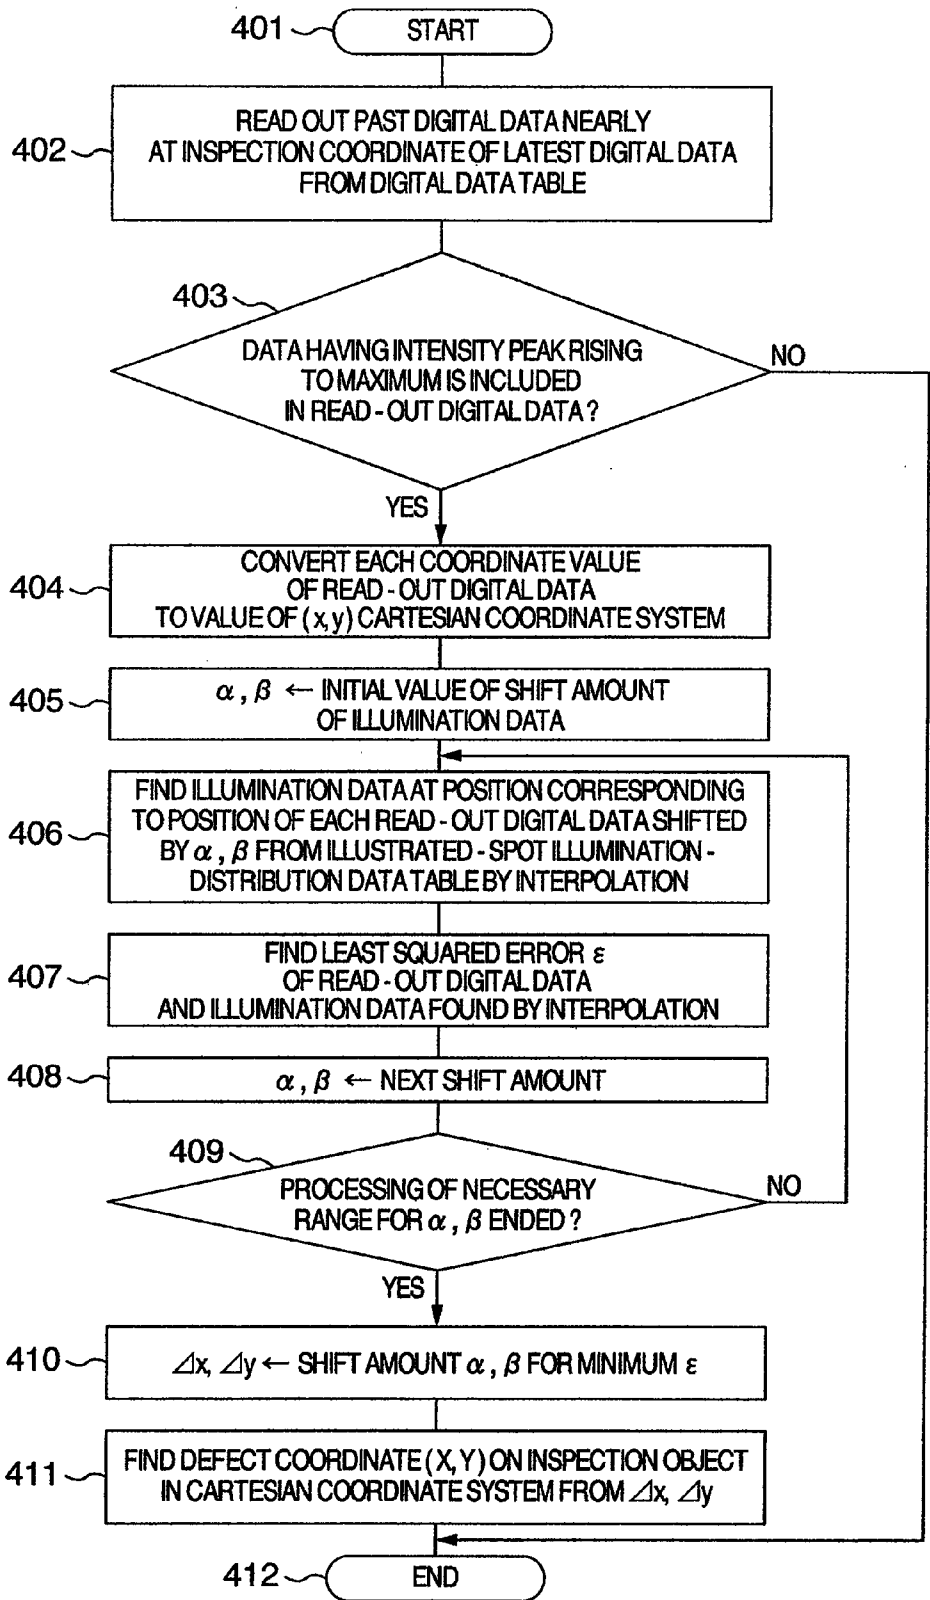 401
START
402
READ OUT PAST DIGITAL DATA NEARLY
AT INSPECTION COORDINATE OF LATEST DIGITAL DATA
FROM DIGITAL DATA TABLE
403
DATA HAVING INTENSITY PEAK RISING
TO MAXIMUM IS INCLUDED
IN READ-OUT DIGITAL DATA?
NO
YES
404
CONVERT EACH COORDINATE VALUE
OF READ-OUT DIGITAL DATA
TO VALUE OF (x,y) CARTESIAN COORDINATE SYSTEM
405
α, β ← INITIAL VALUE OF SHIFT AMOUNT
OF ILLUMINATION DATA
406
FIND ILLUMINATION DATA AT POSITION CORRESPONDING
TO POSITION OF EACH READ-OUT DIGITAL DATA SHIFTED
BY α, β FROM ILLUSTRATED-SPOT ILLUMINATION-
DISTRIBUTION DATA TABLE BY INTERPOLATION
407
FIND LEAST SQUARED ERROR ε
OF READ-OUT DIGITAL DATA
AND ILLUMINATION DATA FOUND BY INTERPOLATION
408
α, β ← NEXT SHIFT AMOUNT
409
PROCESSING OF NECESSARY
RANGE FOR α, β ENDED?
NO
YES
410
Δx, Δy ← SHIFT AMOUNT α, β FOR MINIMUM ε
411
FIND DEFECT COORDINATE (X, Y) ON INSPECTION OBJECT
IN CARTESIAN COORDINATE SYSTEM FROM Δx, Δy
412
END